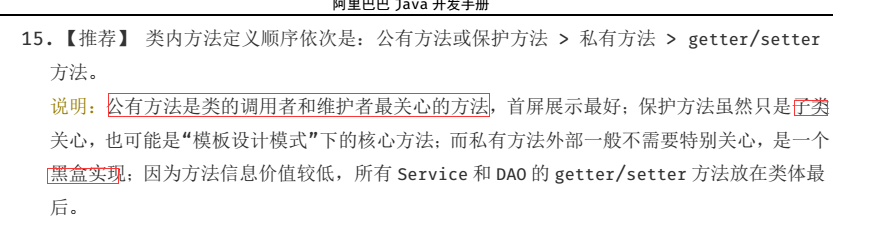 阿里巴巴 Java 开发手册
15.【推荐】 类内方法定义顺序依次是：公有方法或保护方法 > 私有方法 > getter/setter
方法。
说明：公有方法是类的调用者和维护者最关心的方法，首屏展示最好；保护方法虽然只是子类
关心，也可能是“模板设计模式”下的核心方法；而私有方法外部一般不需要特别关心，是一个
黑盒实现；因为方法信息价值较低，所有 Service 和 DAO 的 getter/setter 方法放在类体最
后。